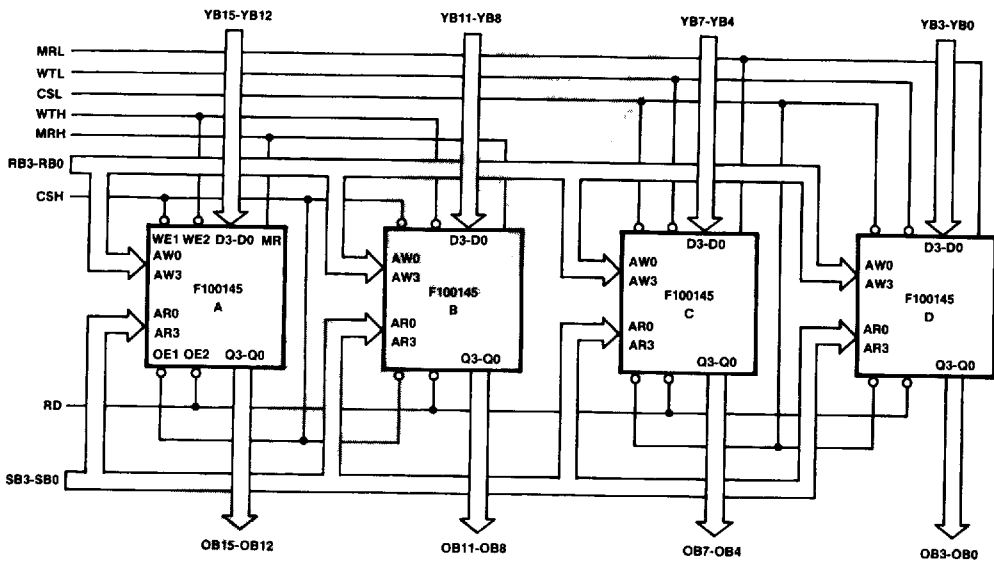 YB15-YB12
YB11-YB8
YB7-YB4
YB3-YB0
MRL
WTL
CSL
WTH
MRH
RB3-RB0
CSH
WE1 WE2 D3-D0 MR
AW0
AW3
F100145
A
AR0
AR3
OE1 OE2 Q3-Q0
D3-D0
AW0
AW3
F100145
B
AR0
AR3
Q3-Q0
D3-D0
AW0
AW3
F100145
C
AR0
AR3
Q3-Q0
D3-D0
AW0
AW3
F100145
D
AR0
AR3
Q3-Q0
RD
SB3-SB0
OB15-OB12
OB11-OB8
OB7-OB4
OB3-OB0